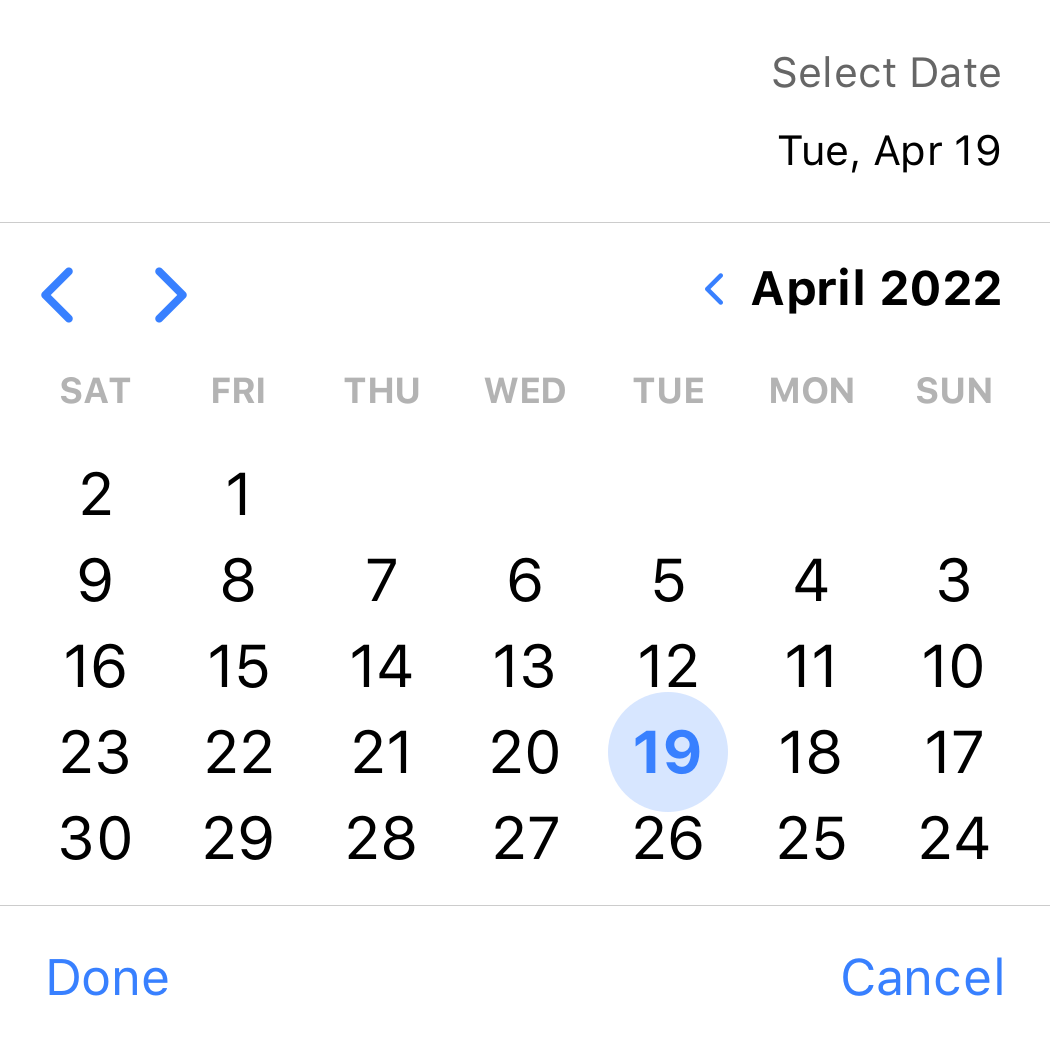 Select Date
Tue, Apr 19
April 2022
SAT FRI THU WED TUE MON SUN
2 1
9 8 7 6 5 4 3
16 15 14 13 12 11 10
23 22 21 20 19 18 17
30 29 28 27 26 25 24
Done Cancel